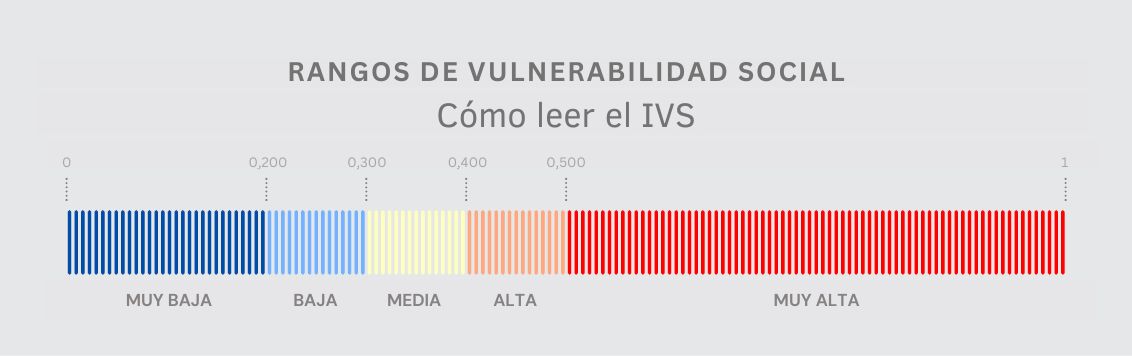 RANGOS DE VULNERABILIDAD SOCIAL
Cómo leer el IVS
0 0,200 0,300 0,400 0,500 1
MUY BAJA BAJA MEDIA ALTA MUY ALTA